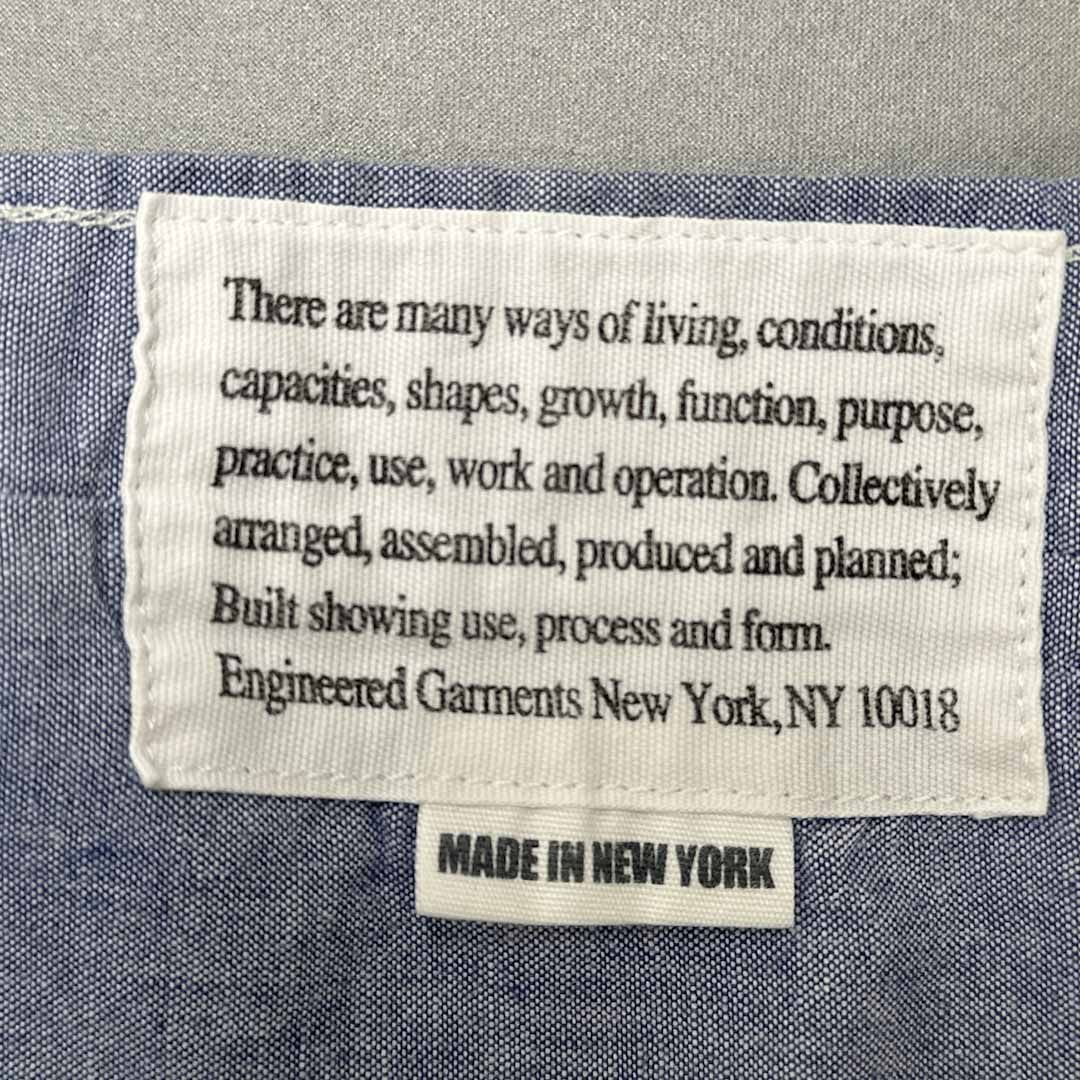 There are many ways of living, conditions,
capacities, shapes, growth, function, purpose,
practice, use, work and operation. Collectively
arranged, assembled, produced and planned;
Built showing use, process and form.
Engineered Garments New York, NY 10018
MADE IN NEW YORK